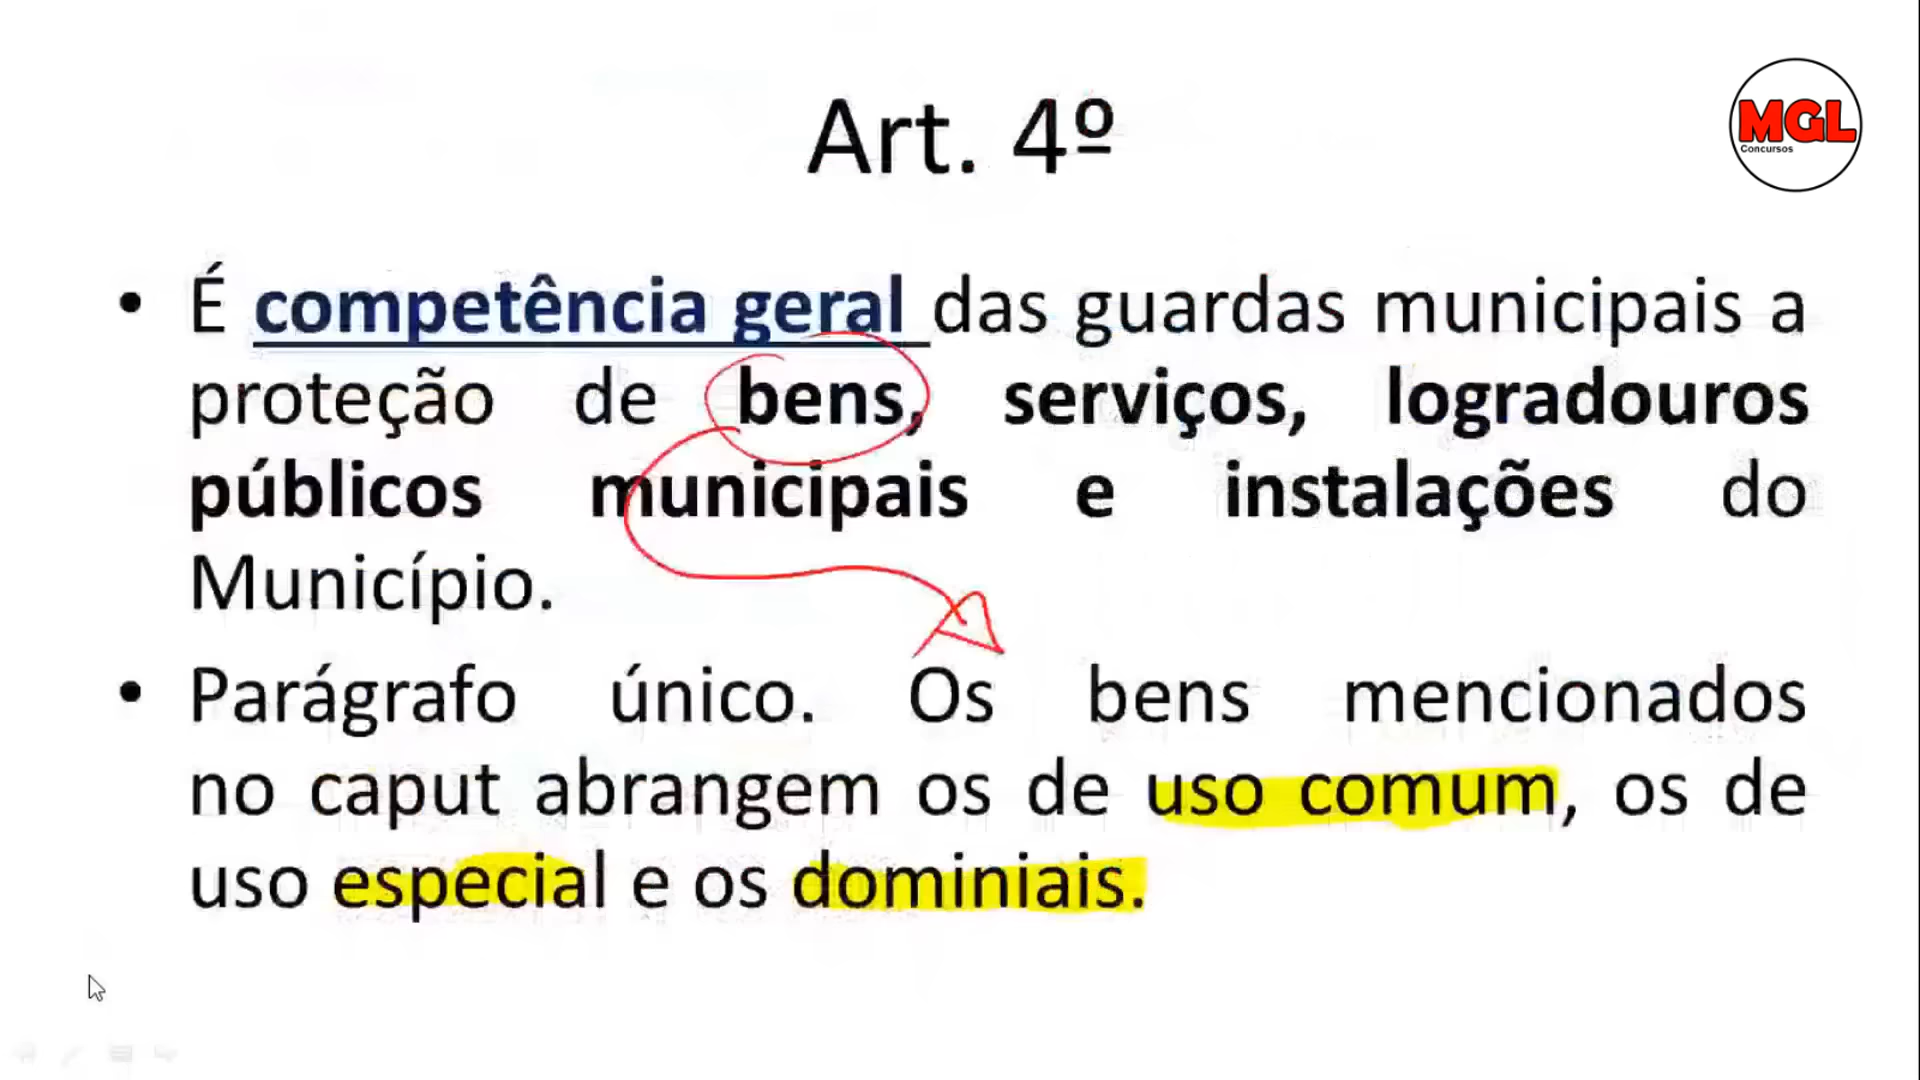 Art. 4º
MGL
Concursos
• É competência geral das guardas municipais a
proteção de bens, serviços, logradouros
públicos municipais e instalações do
Município.
• Parágrafo único. Os bens mencionados
no caput abrangem os de uso comum, os de
uso especial e os dominiais.